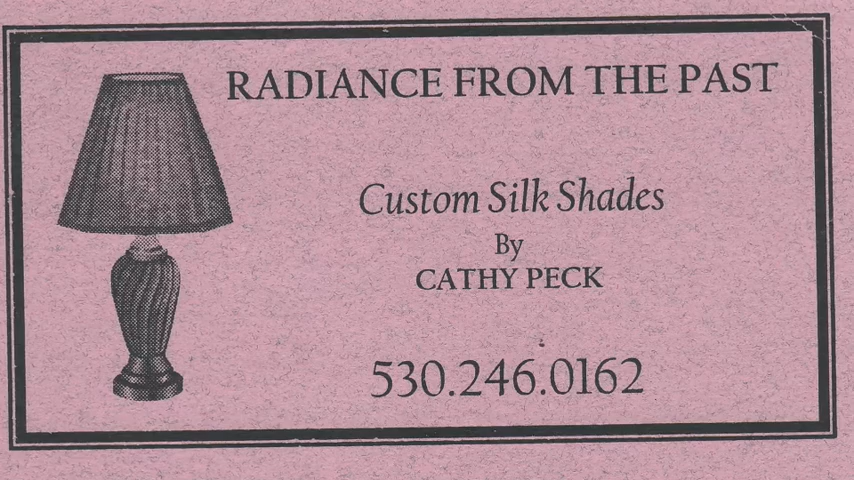 RADIANCE FROM THE PAST
Custom Silk Shades
By
CATHY PECK
530.246.0162